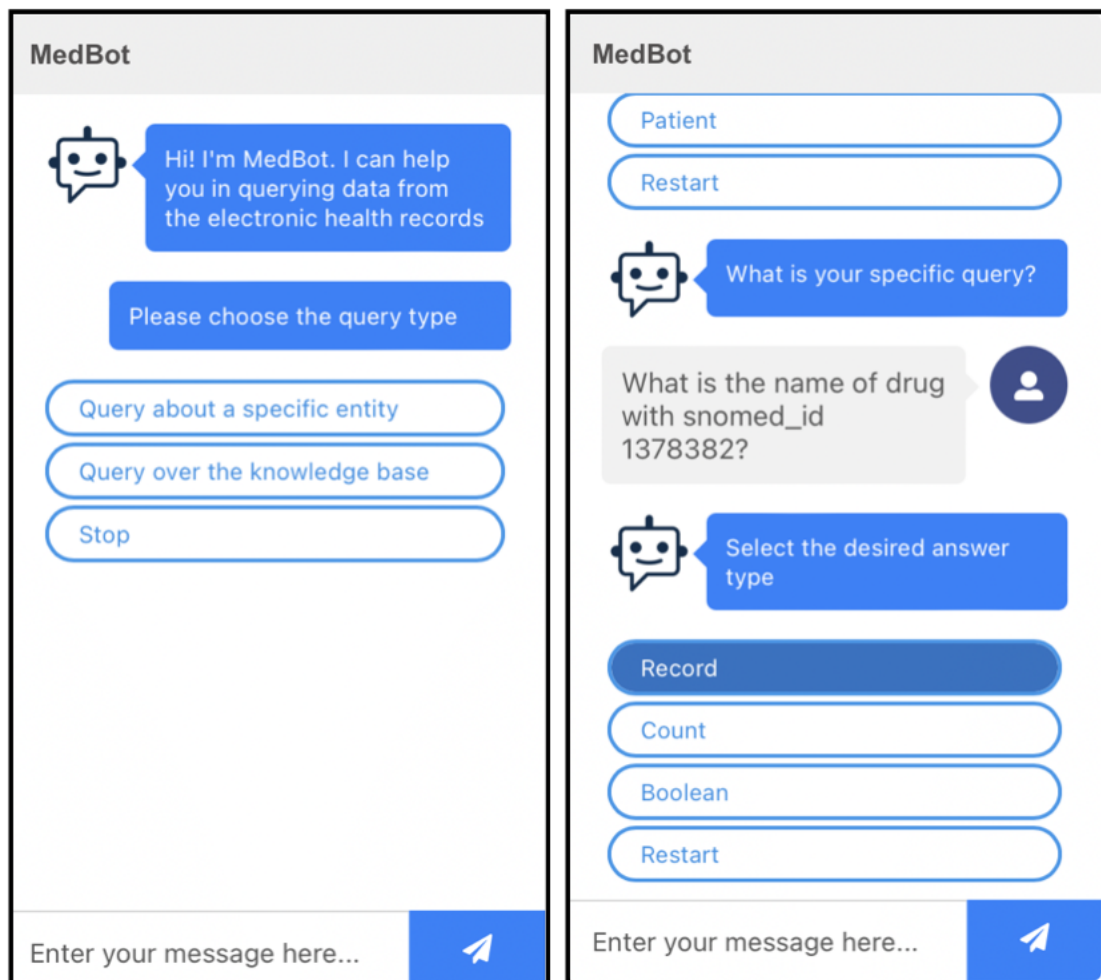 MedBot
Hi! I'm MedBot. I can help
you in querying data from
the electronic health records
Please choose the query type
Query about a specific entity
Query over the knowledge base
Stop
Enter your message here...
MedBot
Patient
Restart
What is your specific query?
What is the name of drug
with snomed_id
1378382?
Select the desired answer
type
Record
Count
Boolean
Restart
Enter your message here...